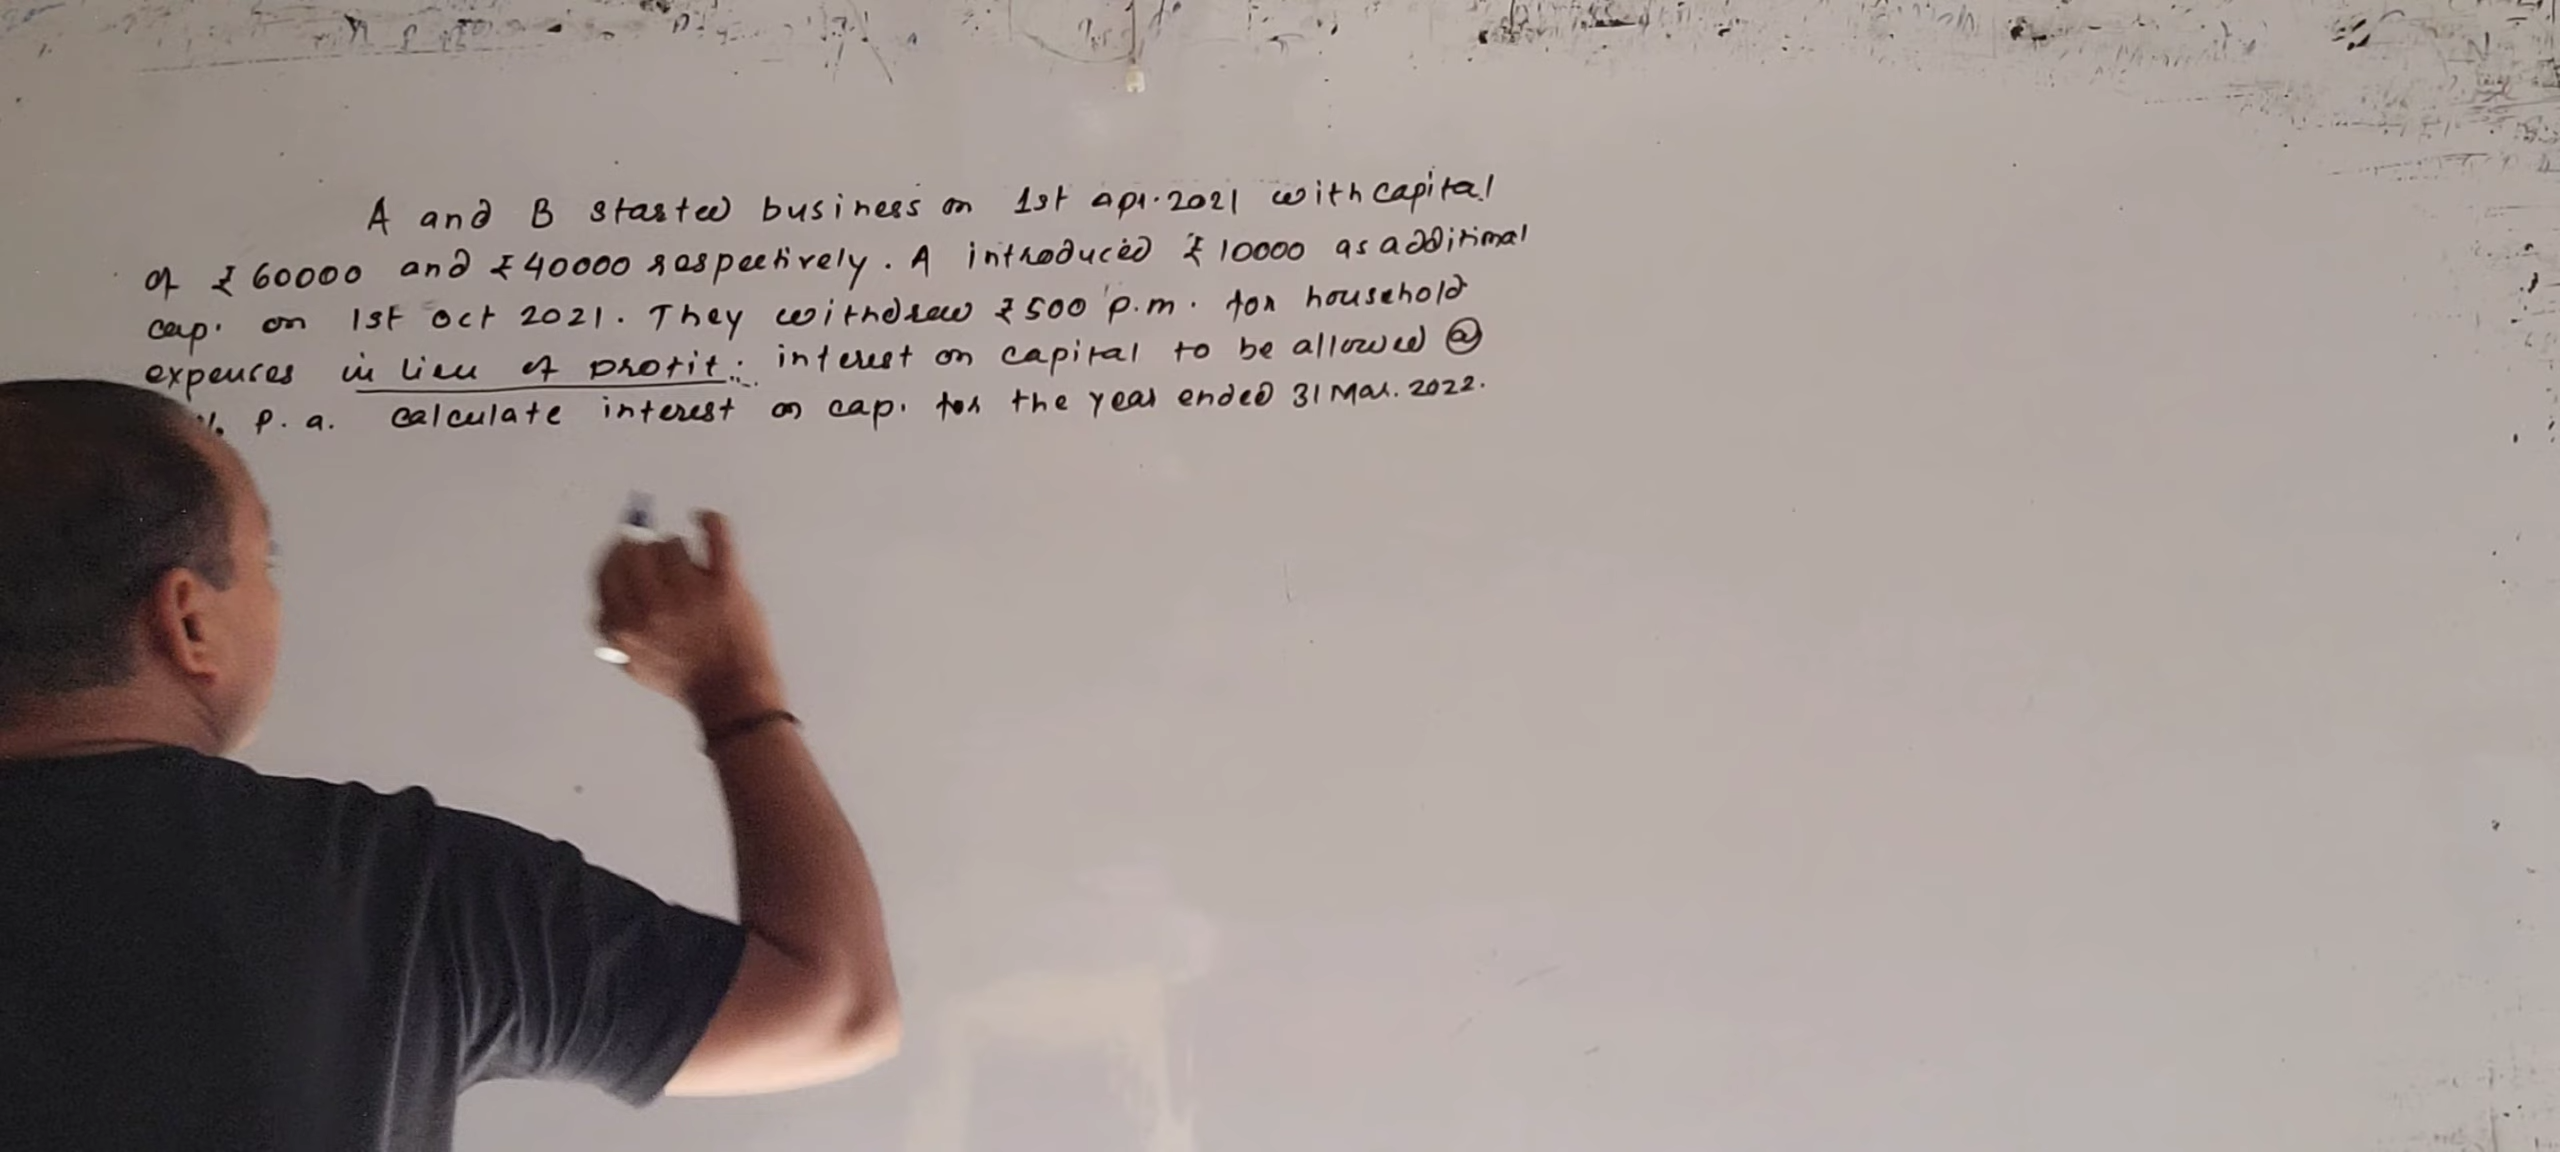 A and B started business on 1st apr. 2021 with capital
of ₹ 60000 and ₹ 40000 respectively. A introduced ₹ 10000 as additional
cap. on 1st oct 2021. They withdrew ₹ 500 p.m. for household
expenses in lieu of profit. interest on capital to be allowed @
%. p. a. calculate interest on cap. for the year ended 31 Mar. 2022.